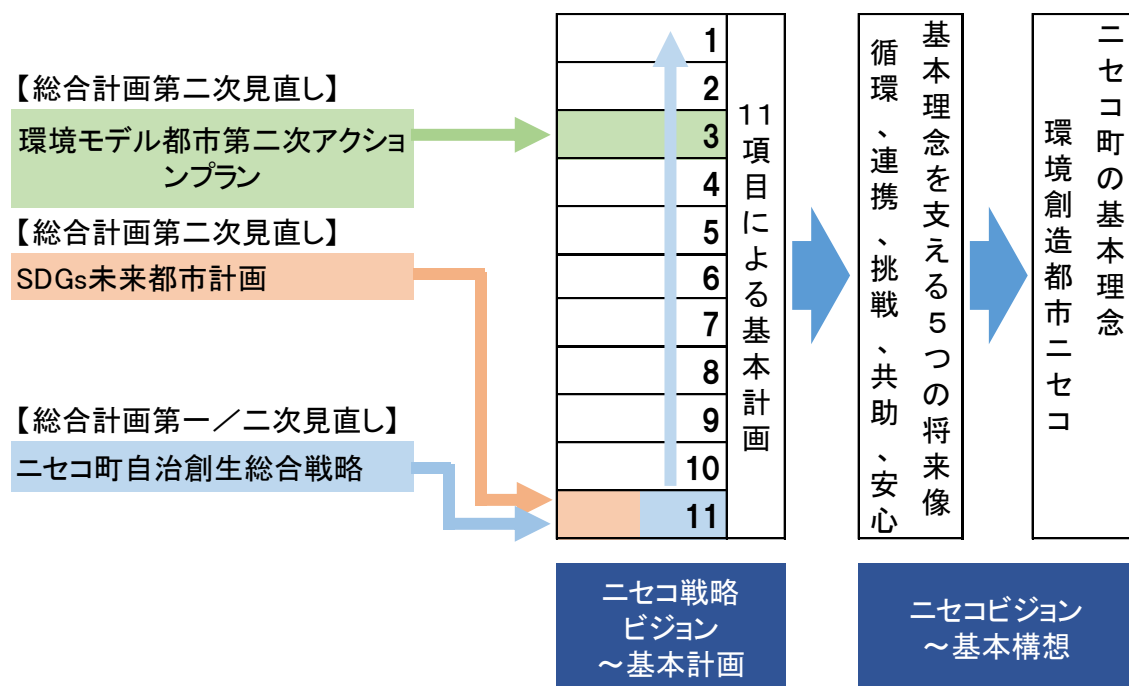 【総合計画第二次見直し】
環境モデル都市第二次アクショ
ンプラン
【総合計画第二次見直し】
SDGs未来都市計画
【総合計画第一／二次見直し】
ニセコ町自治創生総合戦略
1
2
3
4
5
6
7
8
9
10
11
11項目による基本計画
基本理念を支える5つの将来像
循環、連携、挑戦、共助、安心
ニセコ町の基本理念
環境創造都市ニセコ
ニセコ戦略
ビジョン
～基本計画
ニセコビジョン
～基本構想